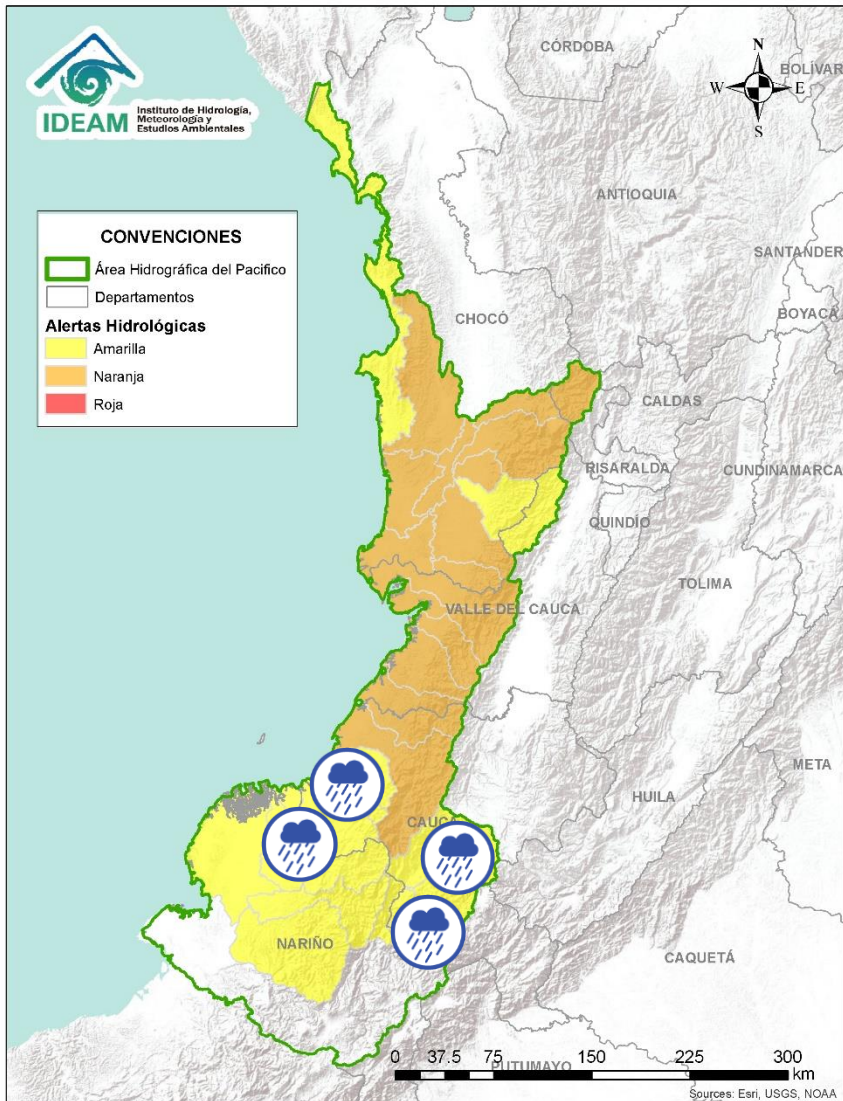 IDEAM
Instituto de Hidrología,
Meteorología y
Estudios Ambientales
N
W E
S
CÓRDOBA
BOLÍVAR
ANTIOQUIA
SANTANDER
BOYACÁ
CHOCÓ
CALDAS
RISARALDA
CUNDINAMARCA
QUINDÍO
TOLIMA
VALLE DEL CAUCA
META
HUILA
CAUCA
NARIÑO
CAQUETÁ
PUTUMAYO
CONVENCIONES
Área Hidrográfica del Pacifico
Departamentos
Alertas Hidrológicas
Amarilla
Naranja
Roja
0 37.5 75 150 225 300
km
Sources: Esri, USGS, NOAA